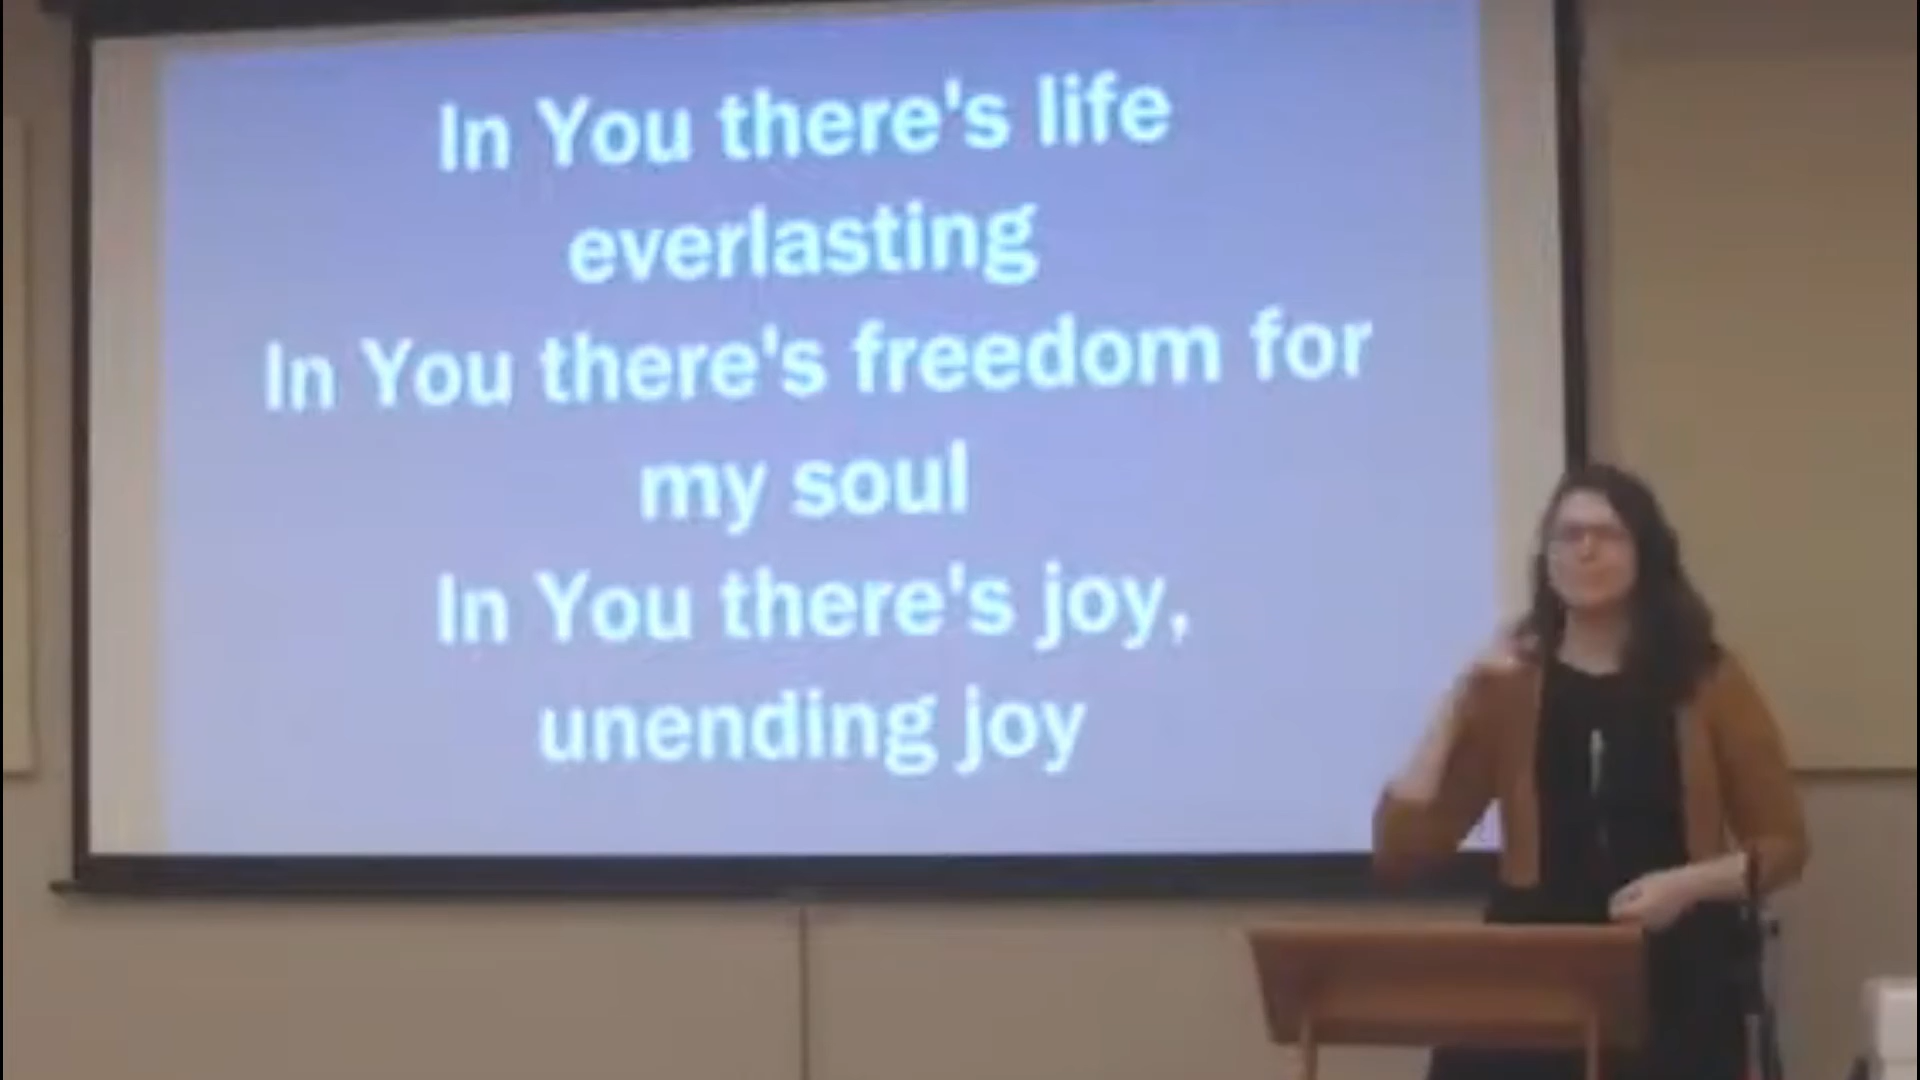 In You there's life
everlasting
In You there's freedom for
my soul
In You there's joy,
unending joy